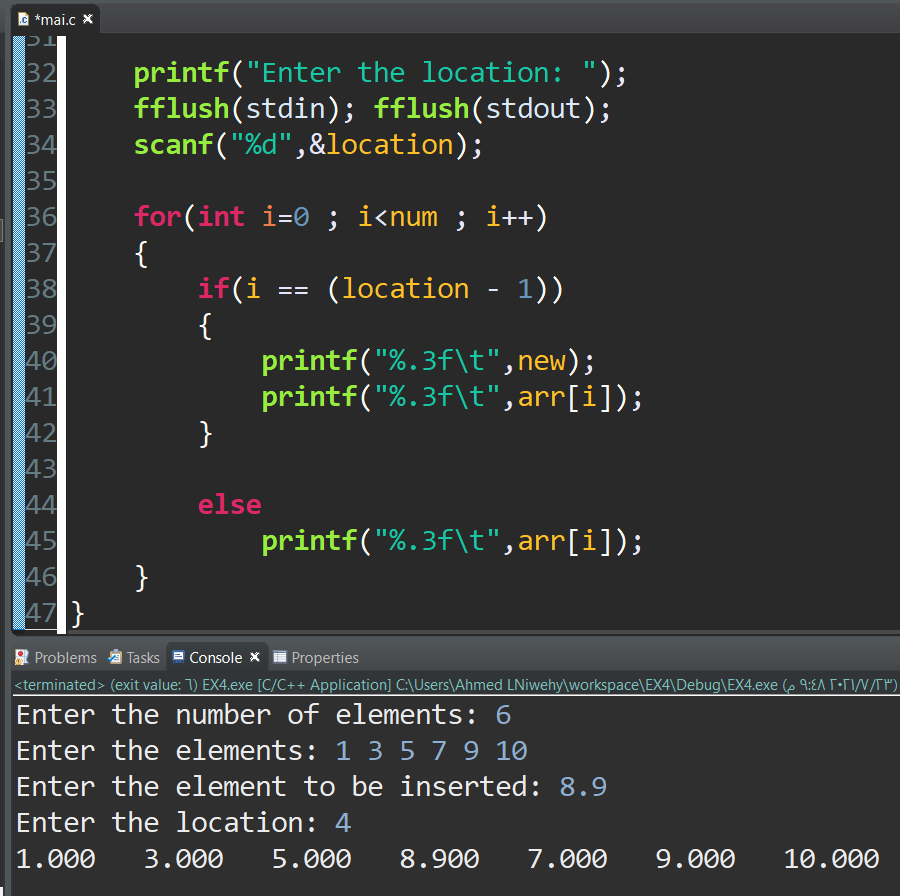 *mai.c
31
32 printf("Enter the location: ");
33 fflush(stdin); fflush(stdout);
34 scanf("%d",&location);
35
36 for(int i=0 ; i<num ; i++)
37 {
38 if(i == (location - 1))
39 {
40 printf("%.3f\t",new);
41 printf("%.3f\t",arr[i]);
42 }
43
44 else
45 printf("%.3f\t",arr[i]);
46 }
47 }
Problems Tasks Console Properties
<terminated> (exit value: ٦) EX4.exe [C/C++ Application] C:\Users\Ahmed LNiwehy\workspace\EX4\Debug\EX4.exe (٢٠٢١/٧/٢٣ ٩:٤٨ م)
Enter the number of elements: 6
Enter the elements: 1 3 5 7 9 10
Enter the element to be inserted: 8.9
Enter the location: 4
1.000 3.000 5.000 8.900 7.000 9.000 10.000